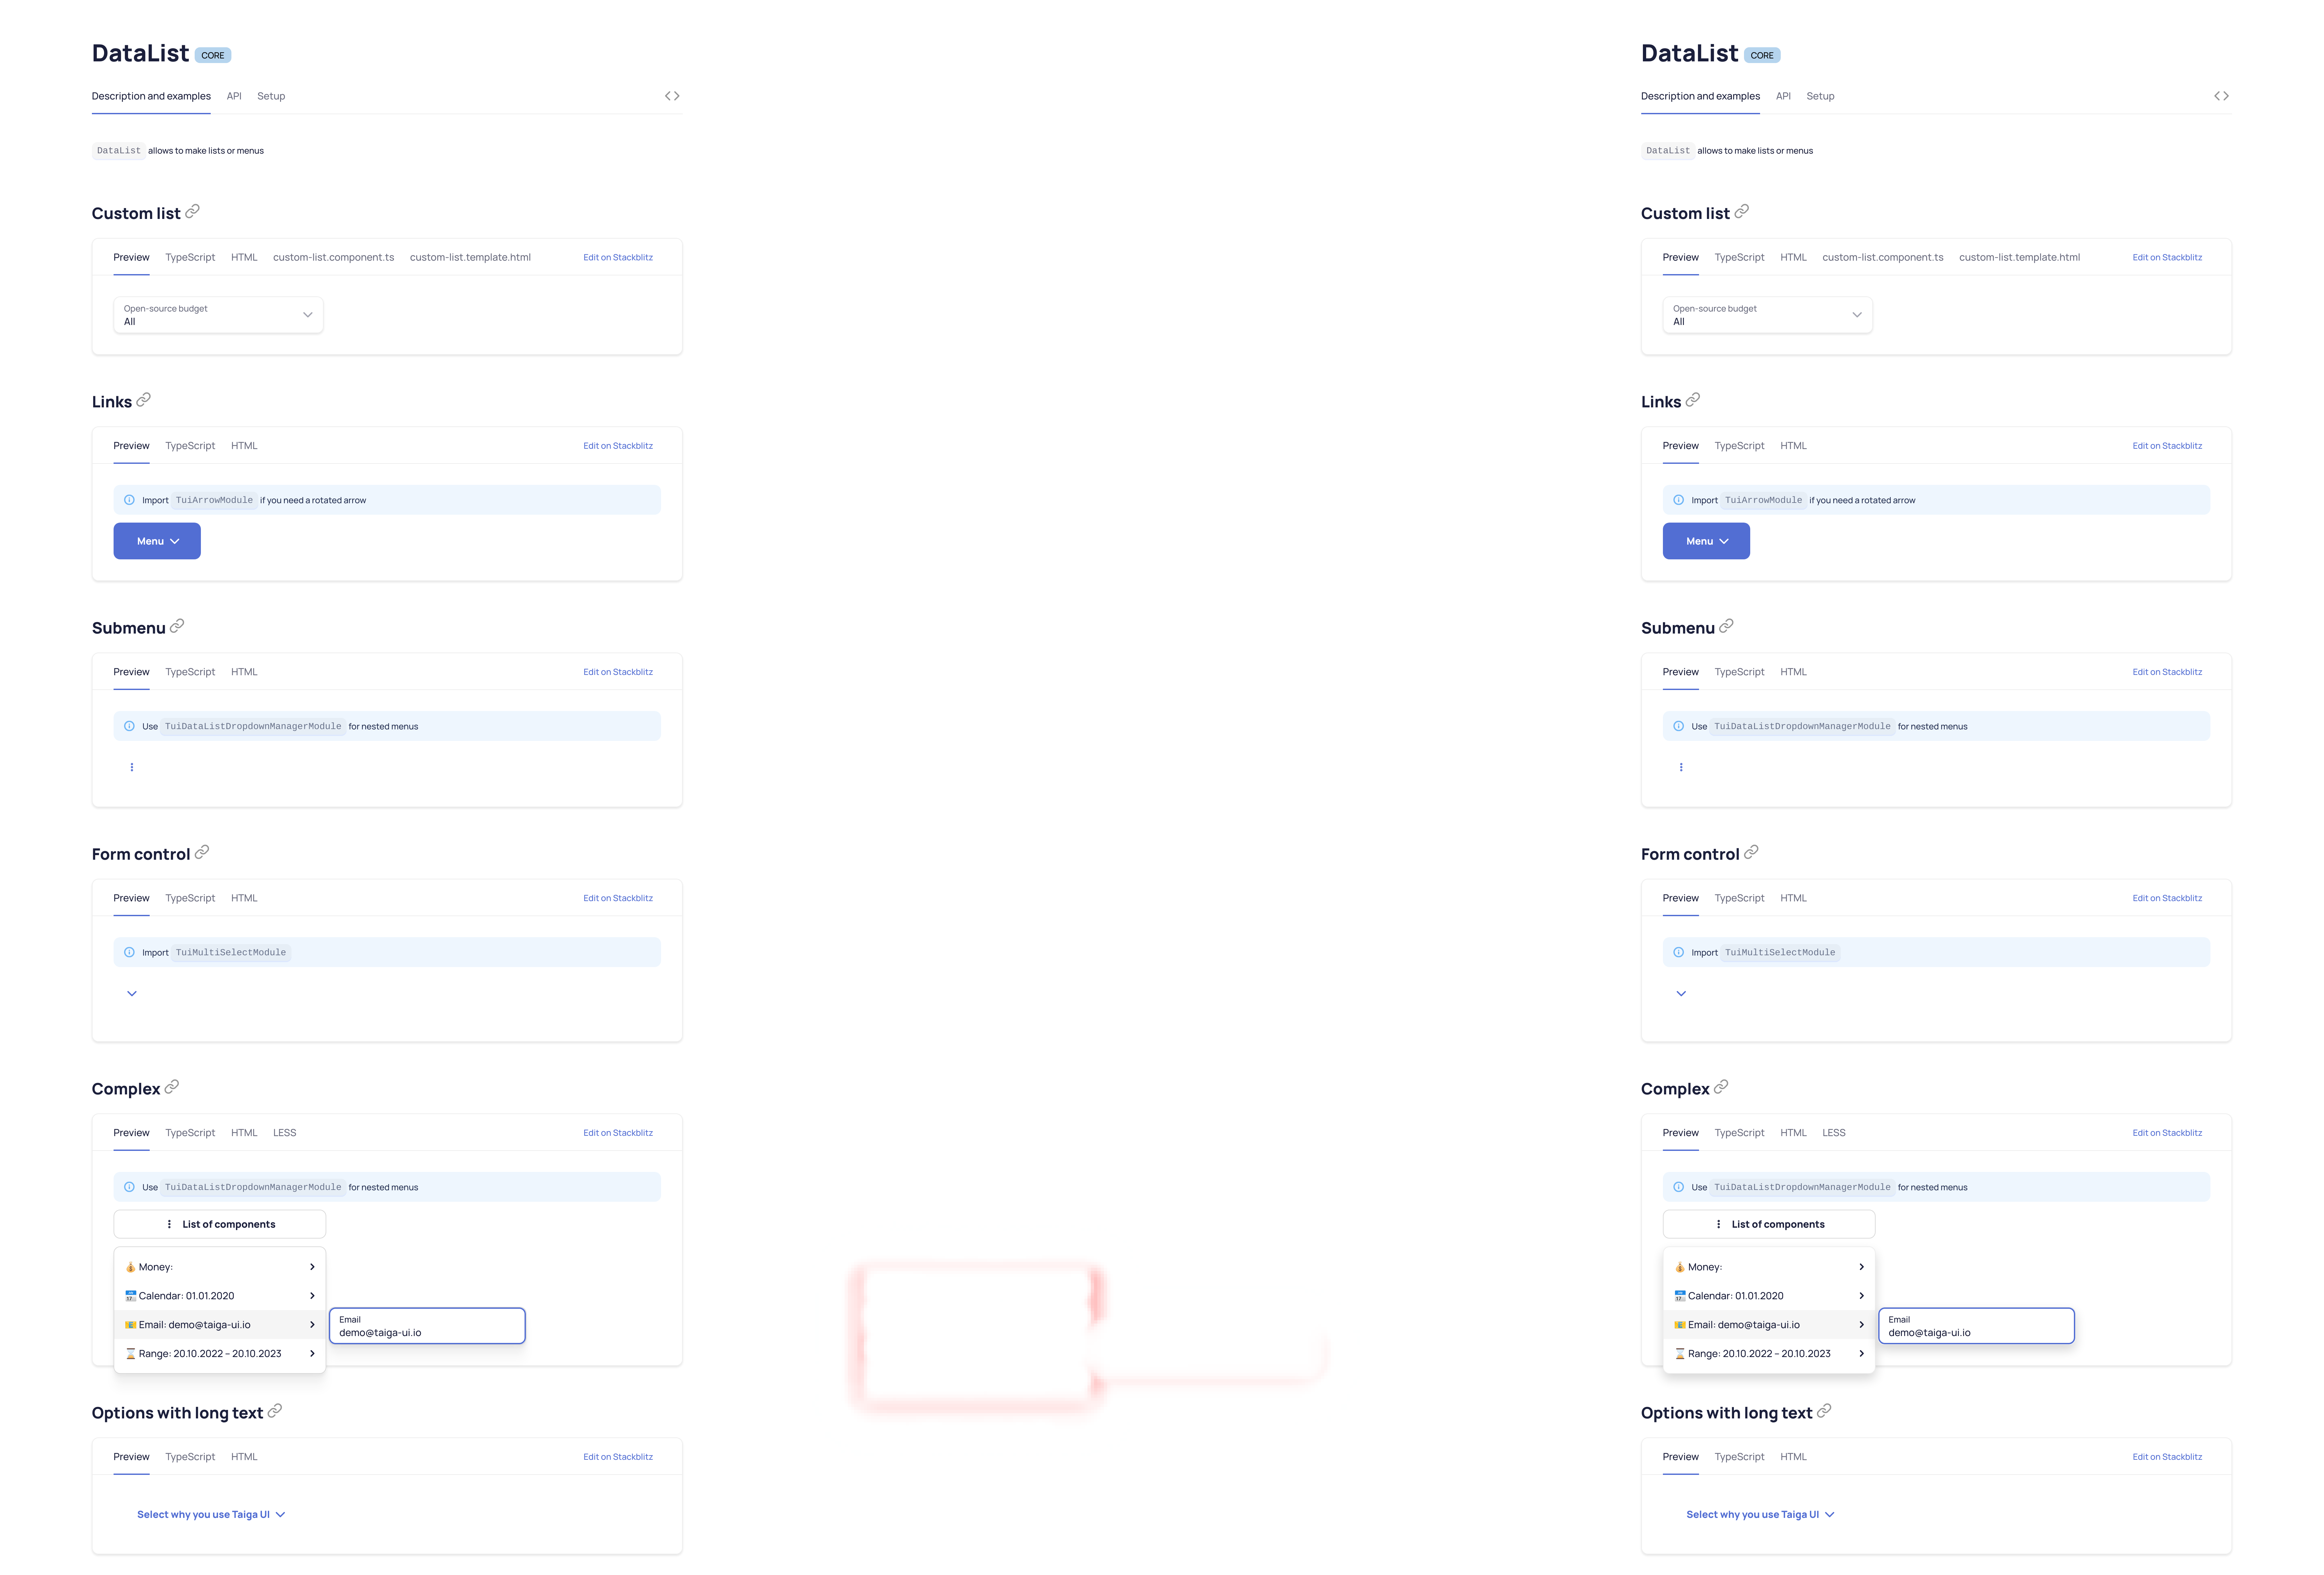 DataList CORE
Description and examples API Setup
DataList allows to make lists or menus
Custom list
Preview TypeScript HTML custom-list.component.ts custom-list.template.html Edit on Stackblitz
Open-source budget
All
Links
Preview TypeScript HTML Edit on Stackblitz
Import TuiArrowModule if you need a rotated arrow
Menu
Submenu
Preview TypeScript HTML Edit on Stackblitz
Use TuiDataListDropdownManagerModule for nested menus
Form control
Preview TypeScript HTML Edit on Stackblitz
Import TuiMultiSelectModule
Complex
Preview TypeScript HTML LESS Edit on Stackblitz
Use TuiDataListDropdownManagerModule for nested menus
List of components
Money:
Calendar: 01.01.2020
Email: demo@taiga-ui.io
Email
demo@taiga-ui.io
Range: 20.10.2022 – 20.10.2023
Options with long text
Preview TypeScript HTML Edit on Stackblitz
Select why you use Taiga UI
DataList CORE
Description and examples API Setup
DataList allows to make lists or menus
Custom list
Preview TypeScript HTML custom-list.component.ts custom-list.template.html Edit on Stackblitz
Open-source budget
All
Links
Preview TypeScript HTML Edit on Stackblitz
Import TuiArrowModule if you need a rotated arrow
Menu
Submenu
Preview TypeScript HTML Edit on Stackblitz
Use TuiDataListDropdownManagerModule for nested menus
Form control
Preview TypeScript HTML Edit on Stackblitz
Import TuiMultiSelectModule
Complex
Preview TypeScript HTML LESS Edit on Stackblitz
Use TuiDataListDropdownManagerModule for nested menus
List of components
Money:
Calendar: 01.01.2020
Email: demo@taiga-ui.io
Email
demo@taiga-ui.io
Range: 20.10.2022 – 20.10.2023
Options with long text
Preview TypeScript HTML Edit on Stackblitz
Select why you use Taiga UI